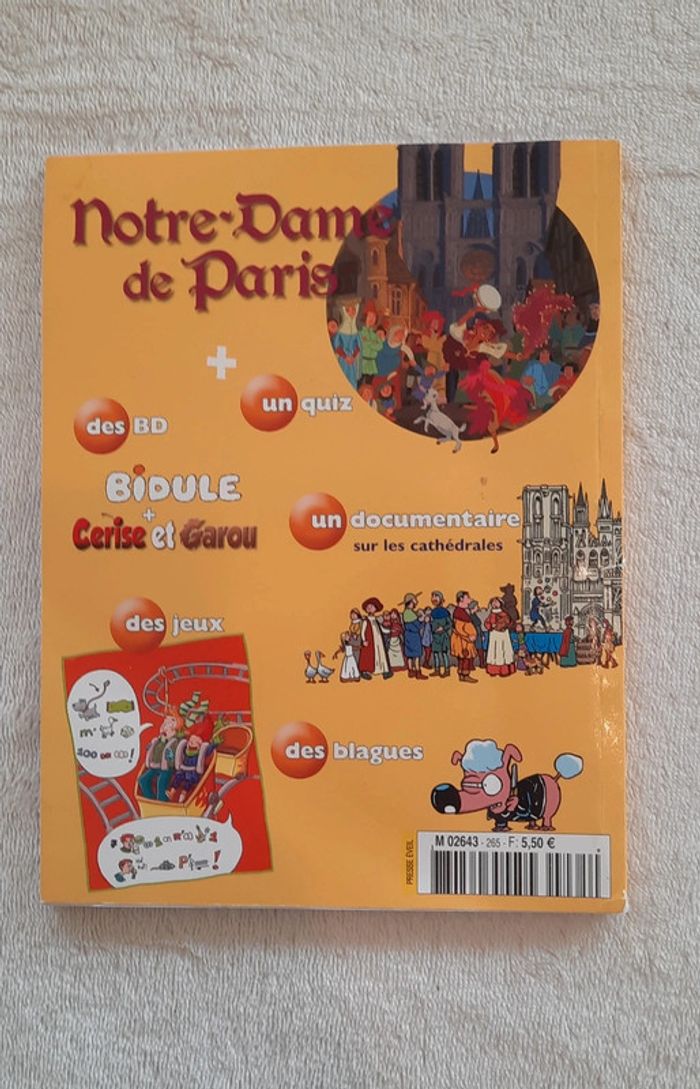 Notre-Dame
de Paris
+
un quiz
des BD
BIDULE
+
Cerise et Garou
un documentaire
sur les cathédrales
des jeux
des blagues
PRESSE ÉVEIL
M 02643 - 265 - F: 5,50 €